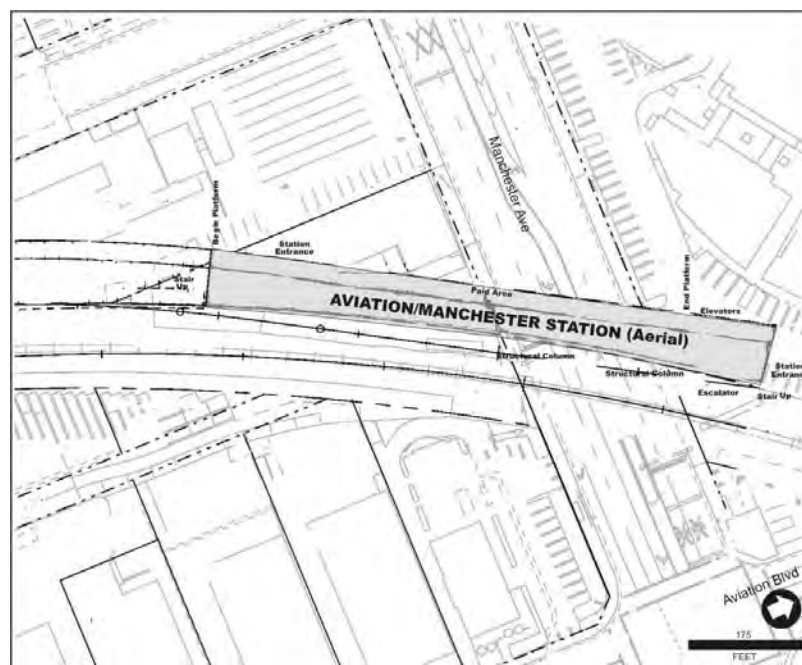 Manchester Ave
Begin Platform
Station
Entrance
Stair
Up
Paid Area
End Platform
Elevators
AVIATION/MANCHESTER STATION (Aerial)
Structural Column
Structural Column
Station
Entrance
Escalator
Stair Up
Aviation Blvd
175
FEET